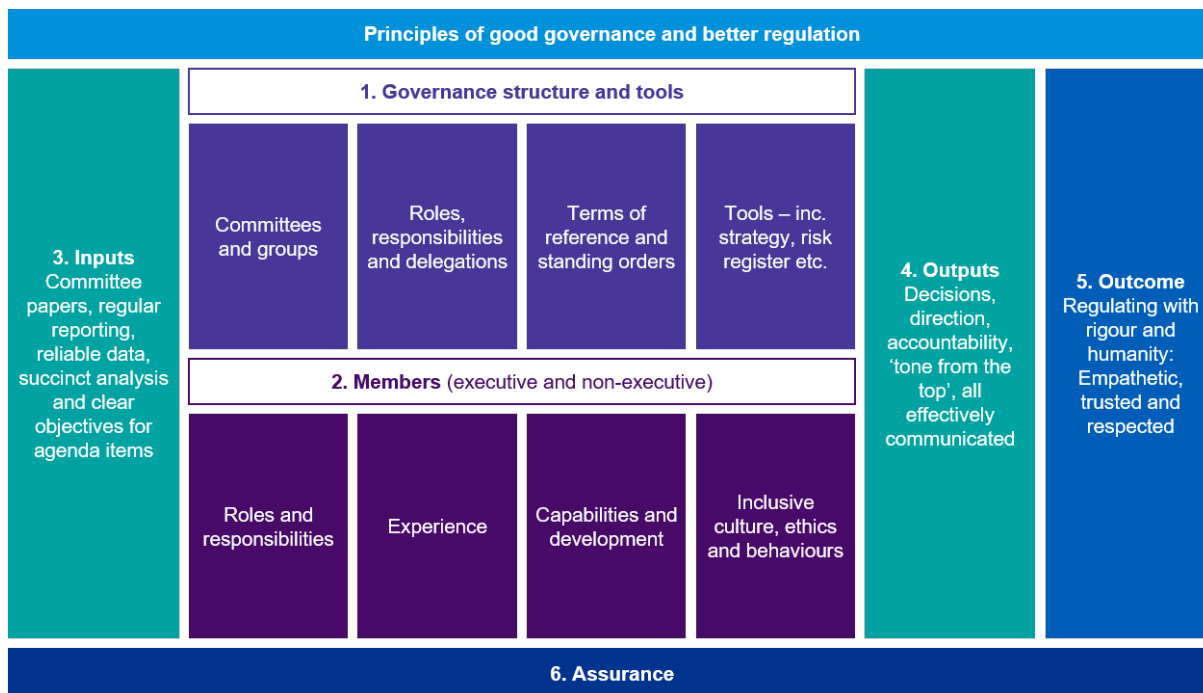 Principles of good governance and better regulation
3. Inputs
Committee
papers, regular
reporting,
reliable data,
succinct analysis
and clear
objectives for
agenda items
1. Governance structure and tools
Committees
and groups
Roles,
responsibilities
and delegations
Terms of
reference and
standing orders
Tools – inc.
strategy, risk
register etc.
2. Members (executive and non-executive)
Roles and
responsibilities
Experience
Capabilities and
development
Inclusive
culture, ethics
and behaviours
4. Outputs
Decisions,
direction,
accountability,
‘tone from the
top’, all
effectively
communicated
5. Outcome
Regulating with
rigour and
humanity:
Empathetic,
trusted and
respected
6. Assurance